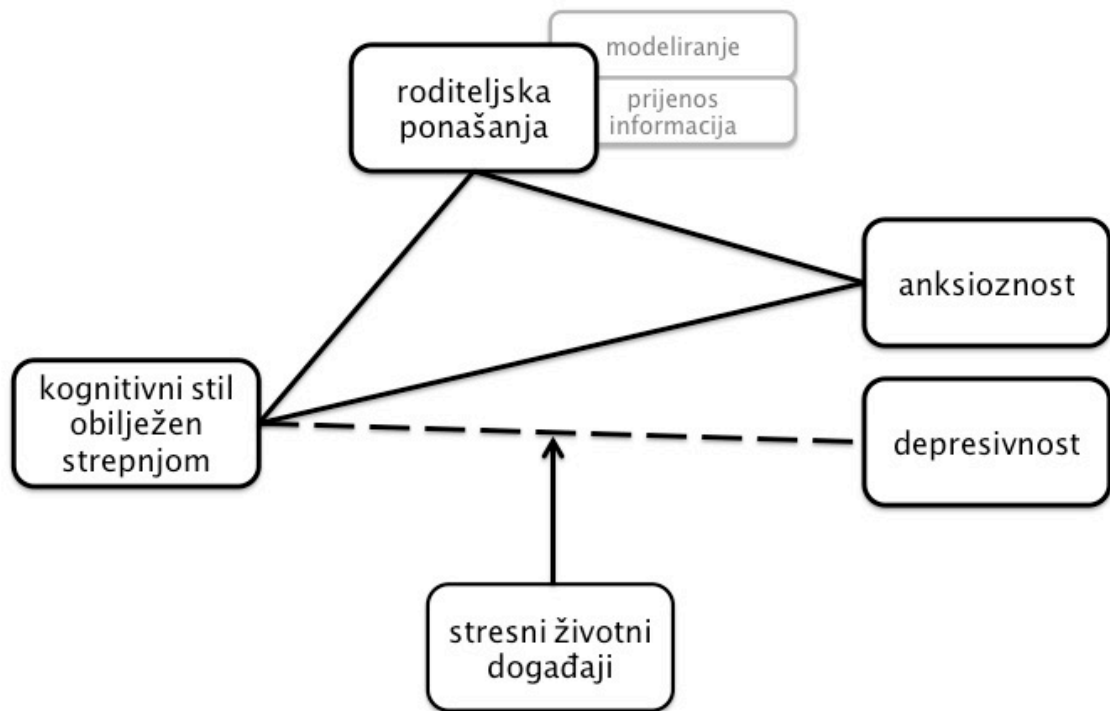 modeliranje
roditeljska
ponašanja
prijenos
informacija
anksioznost
kognitivni stil
obilježen
strepnjom
depresivnost
stresni životni
događaji